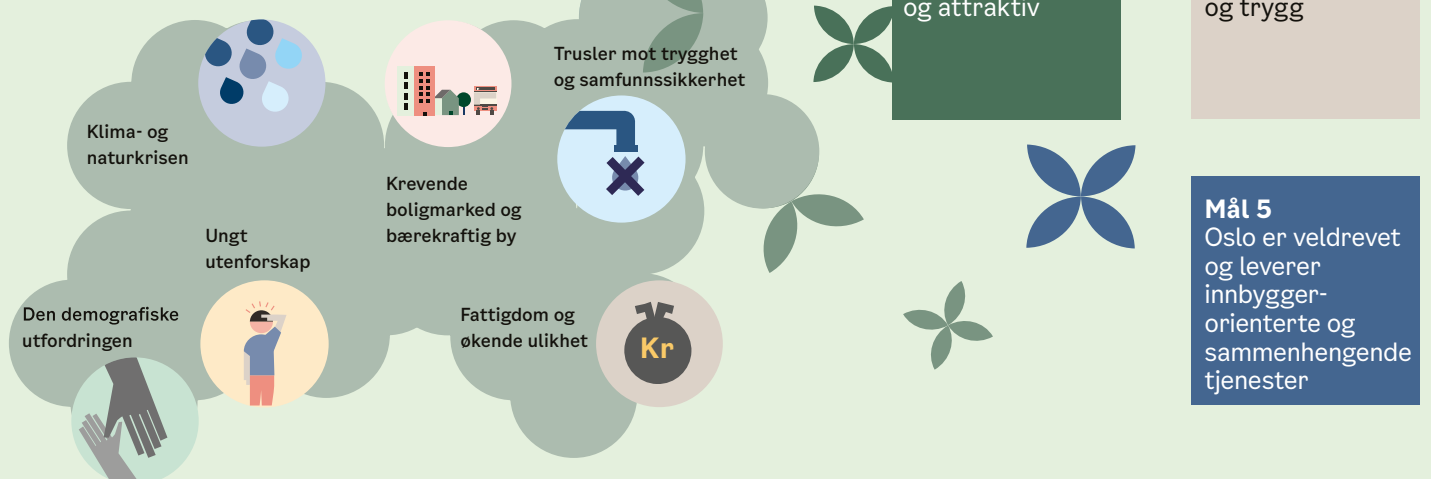 og attraktiv
og trygg
Trusler mot trygghet
og samfunnssikkerhet
Klima- og
naturkrisen
Krevende
boligmarked og
bærekraftig by
Ungt
utenforskap
Den demografiske
utfordringen
Fattigdom og
økende ulikhet
Kr
Mål 5
Oslo er veldrevet
og leverer
innbygger-
orienterte og
sammenhengende
tjenester